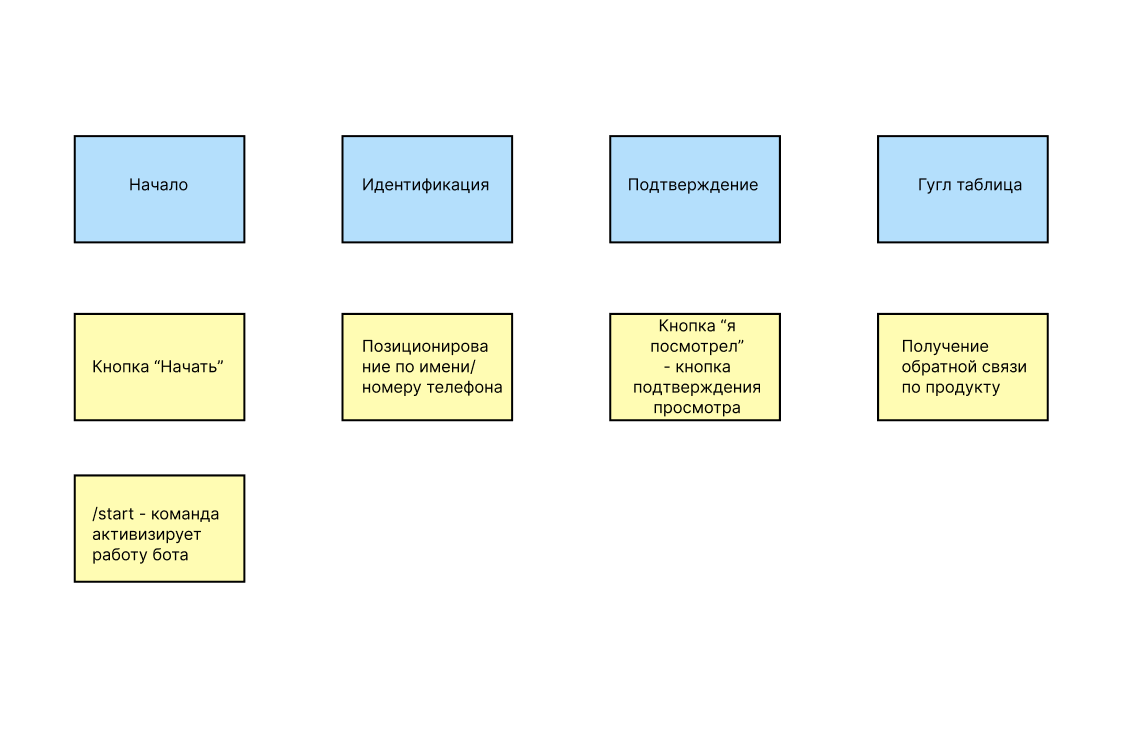 Начало
Идентификация
Подтверждение
Гугл таблица
Кнопка “Начать”
Позиционирова
ние по имени/
номеру телефона
Кнопка “я
посмотрел”
- кнопка
подтверждения
просмотра
Получение
обратной связи
по продукту
/start - команда
активизирует
работу бота